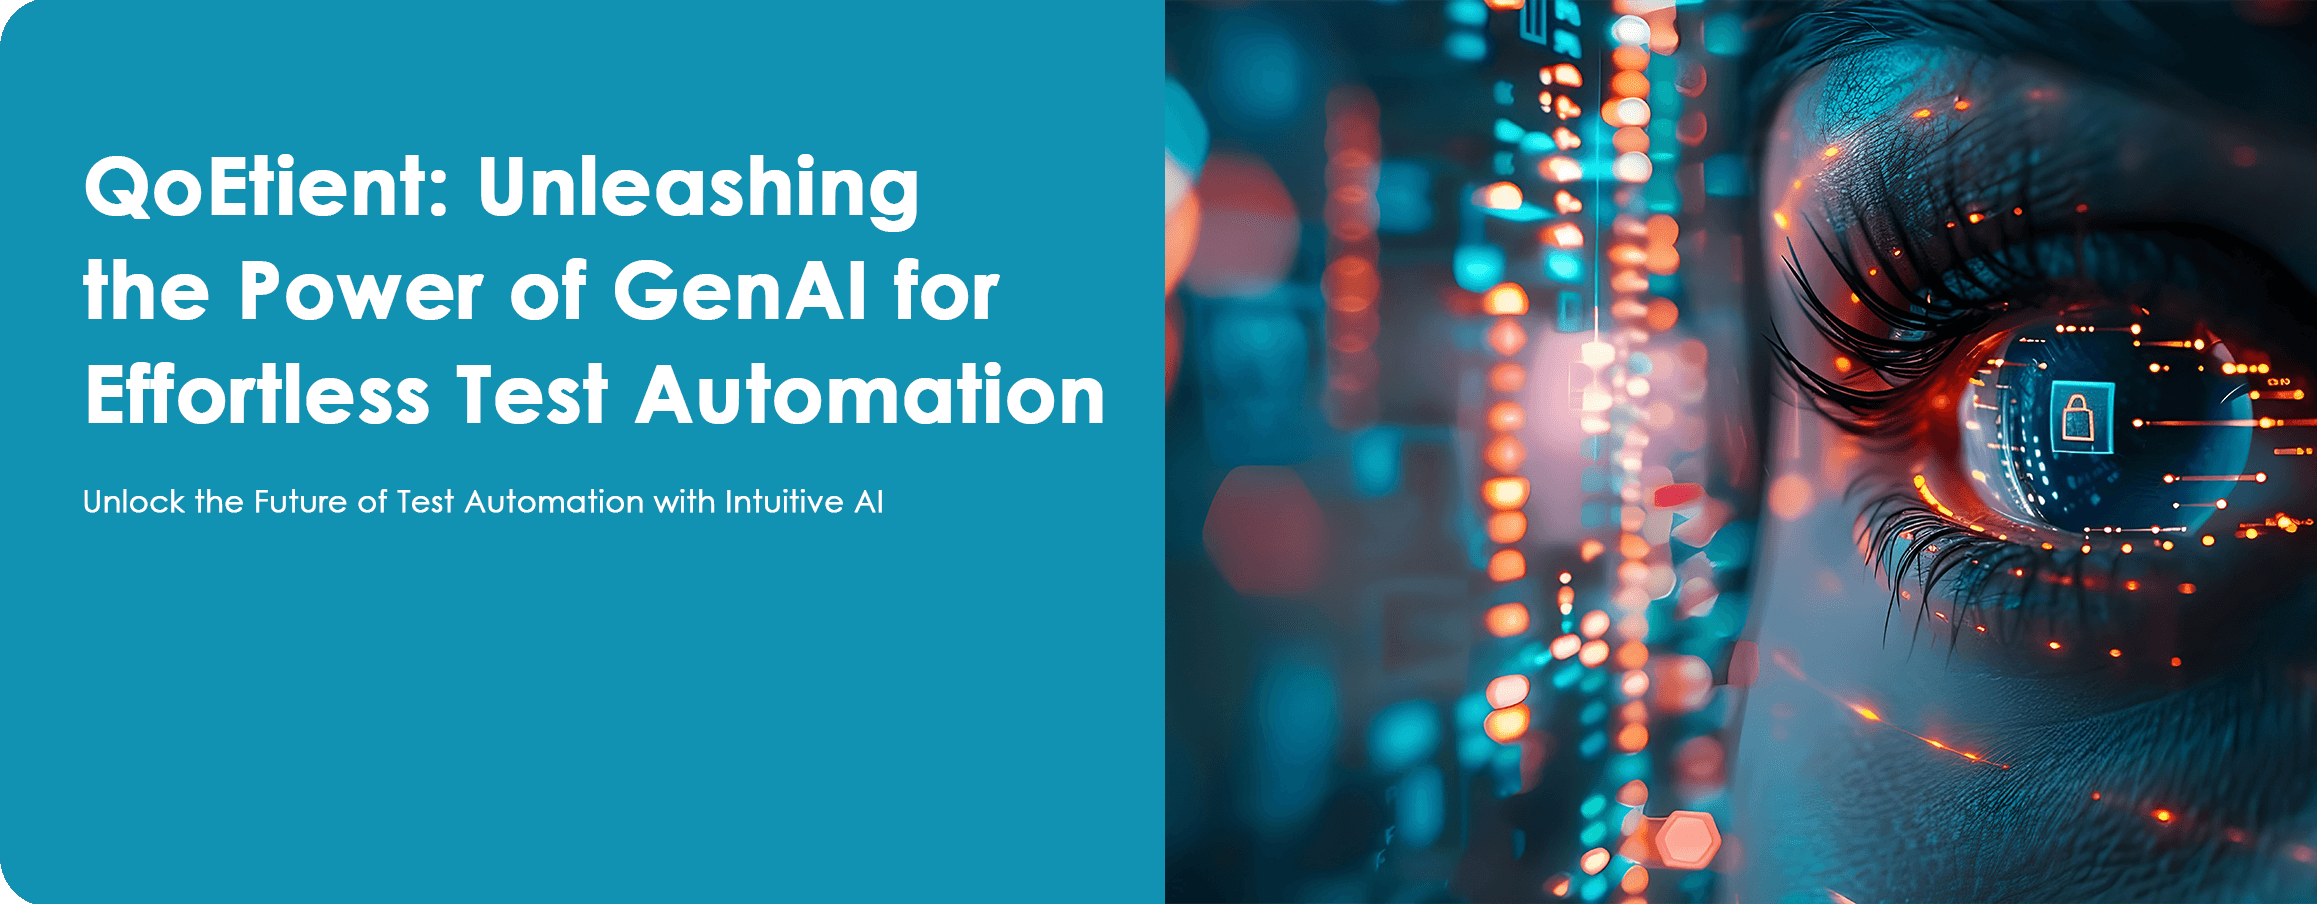 QoEtient: Unleashing
the Power of GenAI for
Effortless Test Automation
Unlock the Future of Test Automation with Intuitive AI